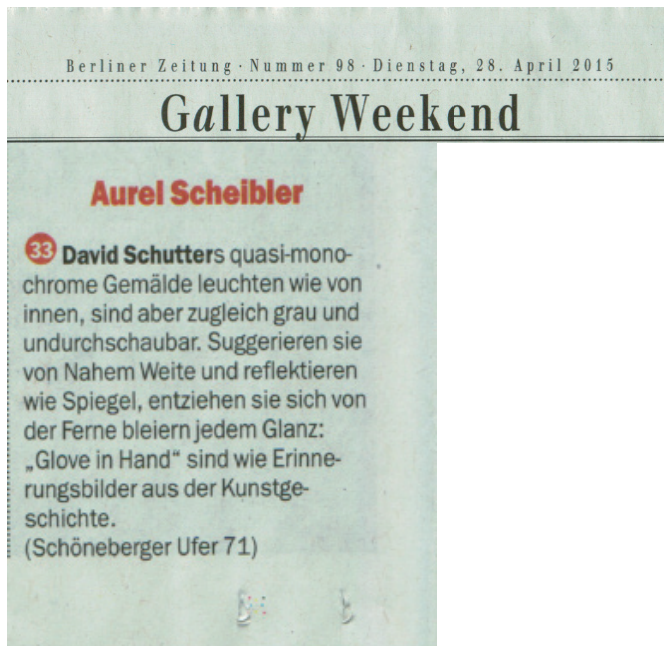 Berliner Zeitung · Nummer 98 · Dienstag, 28. April 2015
Gallery Weekend
Aurel Scheibler
33 David Schutters quasi-mono-
chrome Gemälde leuchten wie von
innen, sind aber zugleich grau und
undurchschaubar. Suggerieren sie
von Nahem Weite und reflektieren
wie Spiegel, entziehen sie sich von
der Ferne bleiern jedem Glanz:
„Glove in Hand“ sind wie Erinne-
rungsbilder aus der Kunstge-
schichte.
(Schöneberger Ufer 71)